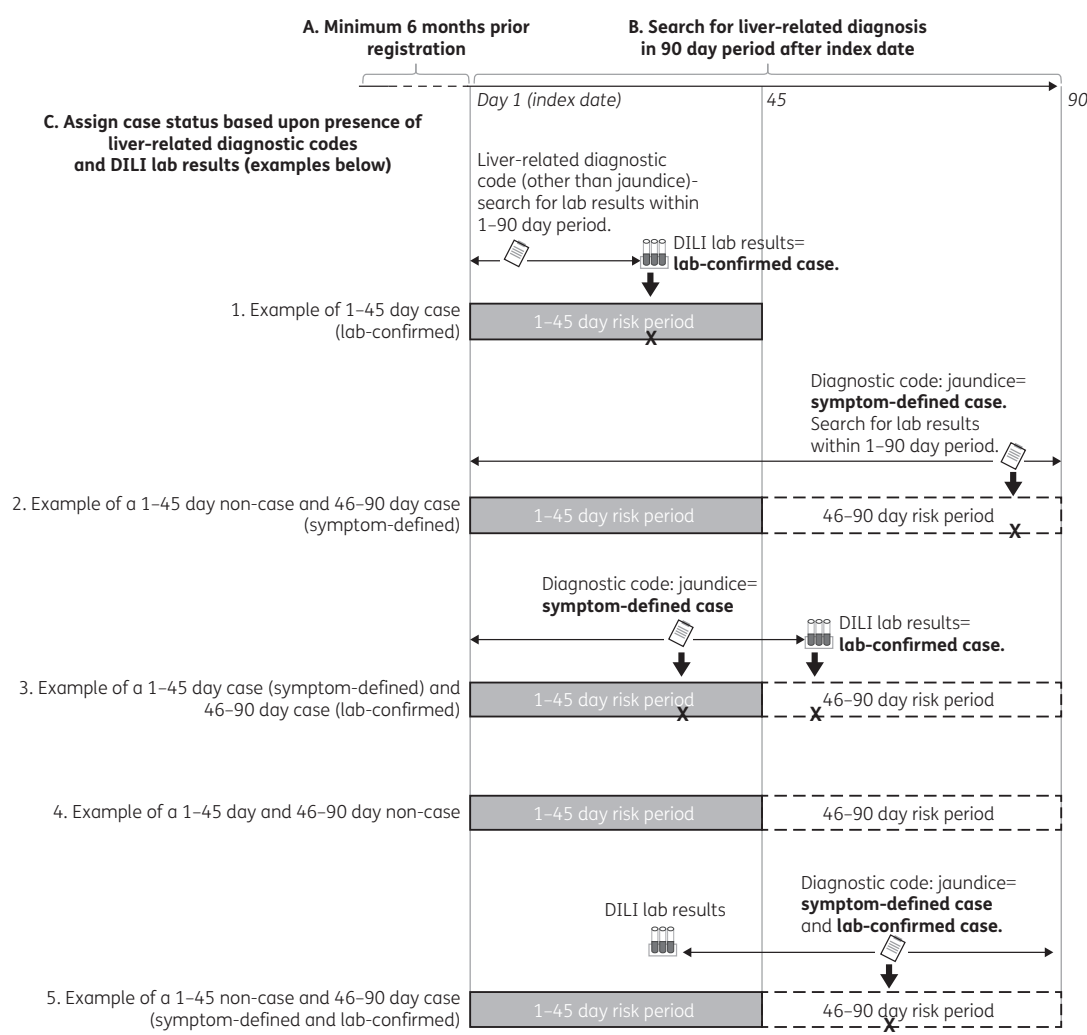 A. Minimum 6 months prior
registration
B. Search for liver-related diagnosis
in 90 day period after index date
Day 1 (index date)
45
90
C. Assign case status based upon presence of
liver-related diagnostic codes
and DILI lab results (examples below)
Liver-related diagnostic
code (other than jaundice)-
search for lab results within
1–90 day period.
DILI lab results=
lab-confirmed case.
1. Example of 1–45 day case
(lab-confirmed)
1–45 day risk period
X
Diagnostic code: jaundice=
symptom-defined case.
Search for lab results
within 1–90 day period.
2. Example of a 1–45 day non-case and 46–90 day case
(symptom-defined)
1–45 day risk period
46–90 day risk period
X
Diagnostic code: jaundice=
symptom-defined case
DILI lab results=
lab-confirmed case.
3. Example of a 1–45 day case (symptom-defined) and
46–90 day case (lab-confirmed)
1–45 day risk period
46–90 day risk period
X
X
4. Example of a 1–45 day and 46–90 day non-case
1–45 day risk period
46–90 day risk period
DILI lab results
Diagnostic code: jaundice=
symptom-defined case
and lab-confirmed case.
5. Example of a 1–45 non-case and 46–90 day case
(symptom-defined and lab-confirmed)
1–45 day risk period
46–90 day risk period
X